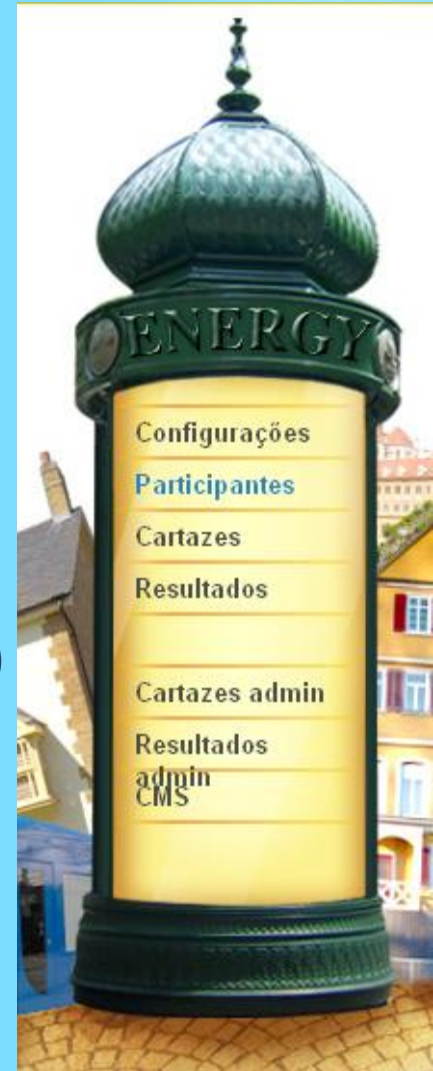 ENERGY
Configurações
Participantes
Cartazes
Resultados
Cartazes admin
Resultados
admin
CMS